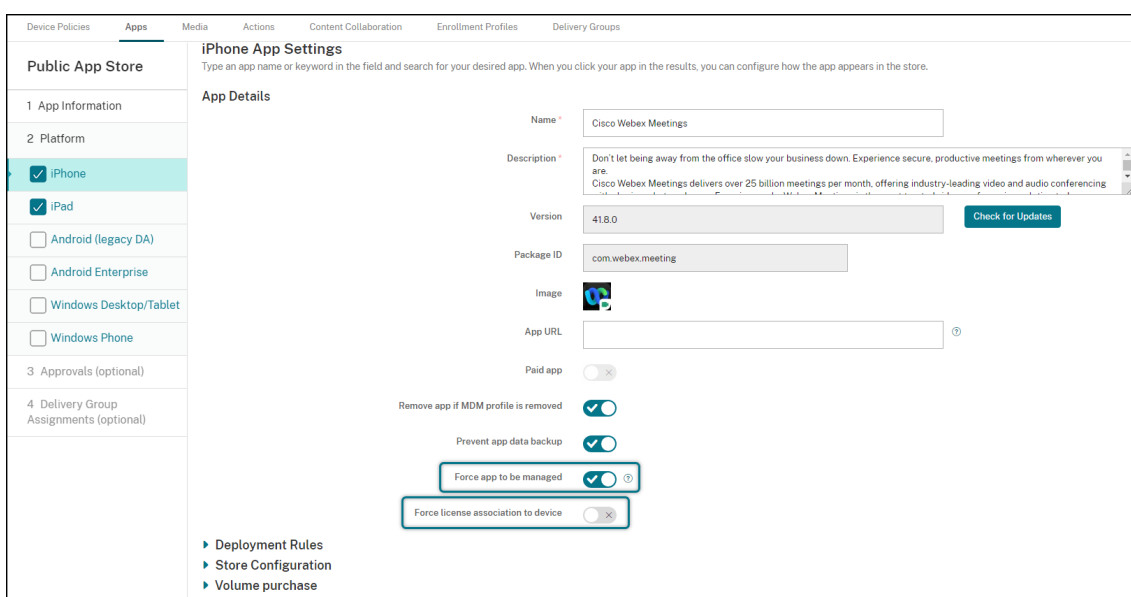 Device Policies Apps Media Actions Content Collaboration Enrollment Profiles Delivery Groups
Public App Store
1 App Information
2 Platform
iPhone
iPad
Android (legacy DA)
Android Enterprise
Windows Desktop/Tablet
Windows Phone
3 Approvals (optional)
4 Delivery Group
Assignments (optional)
iPhone App Settings
Type an app name or keyword in the field and search for your desired app. When you click your app in the results, you can configure how the app appears in the store.
App Details
Name * Cisco Webex Meetings
Description * Don't let being away from the office slow your business down. Experience secure, productive meetings from wherever you
are.
Cisco Webex Meetings delivers over 25 billion meetings per month, offering industry-leading video and audio conferencing
Version 41.8.0 Check for Updates
Package ID com.webex.meeting
Image
App URL ?
Paid app
Remove app if MDM profile is removed
Prevent app data backup
Force app to be managed ?
Force license association to device
Deployment Rules
Store Configuration
Volume purchase